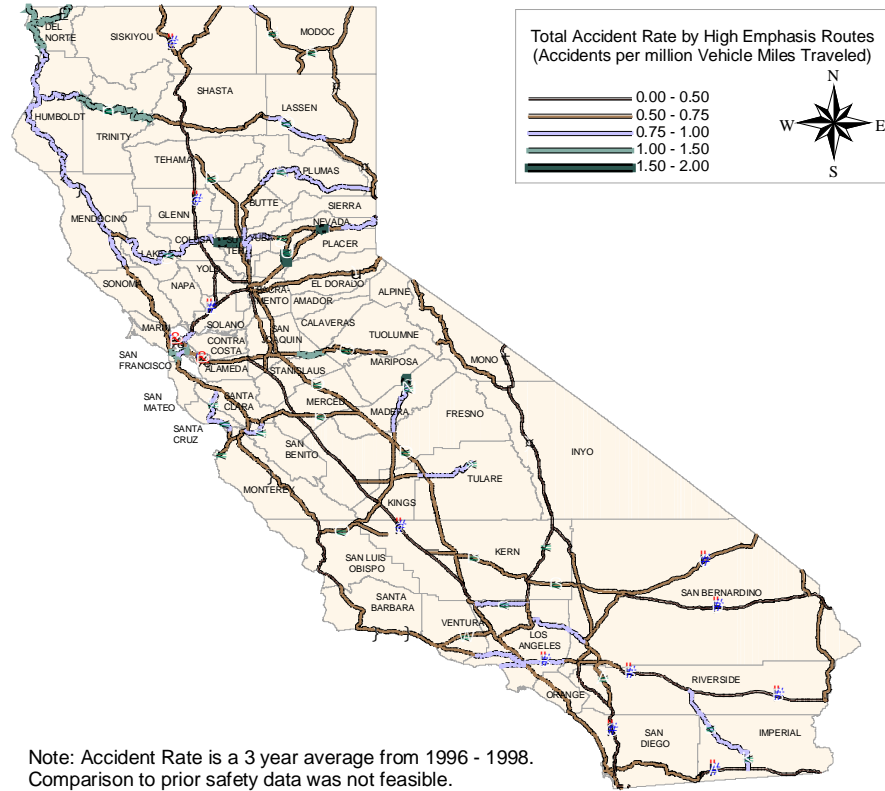 Total Accident Rate by High Emphasis Routes
(Accidents per million Vehicle Miles Traveled)
0.00 - 0.50
0.50 - 0.75
0.75 - 1.00
1.00 - 1.50
1.50 - 2.00
N
W E
S
DEL
NORTE
SISKIYOU
MODOC
SHASTA
LASSEN
HUMBOLDT
TRINITY
TEHAMA
PLUMAS
BUTTE
SIERRA
GLENN
MENDOCINO
NEVADA
COLUSA
PLACER
LAKE
YOLO
EL DORADO
SONOMA
NAPA
SACRA-
MENTO
AMADOR
ALPINE
SOLANO
CALAVERAS
MARIN
SAN
JOAQUIN
TUOLUMNE
CONTRA
COSTA
SAN
FRANCISCO
ALAMEDA
STANISLAUS
MARIPOSA
MONO
SAN
MATEO
SANTA
CLARA
MERCED
MADERA
FRESNO
SANTA
CRUZ
SAN
BENITO
INYO
TULARE
MONTEREY
KINGS
SAN LUIS
OBISPO
KERN
SANTA
BARBARA
SAN BERNARDINO
VENTURA
LOS
ANGELES
RIVERSIDE
ORANGE
SAN
DIEGO
IMPERIAL
Note: Accident Rate is a 3 year average from 1996 - 1998.
Comparison to prior safety data was not feasible.